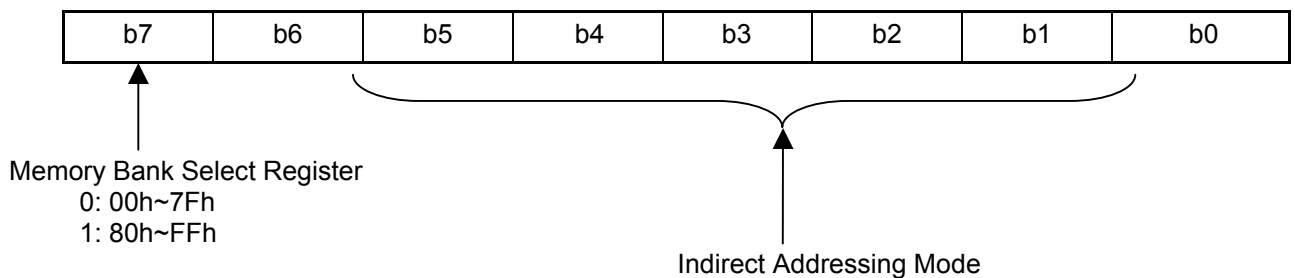 b7 b6 b5 b4 b3 b2 b1 b0
Memory Bank Select Register
0: 00h~7Fh
1: 80h~FFh
Indirect Addressing Mode